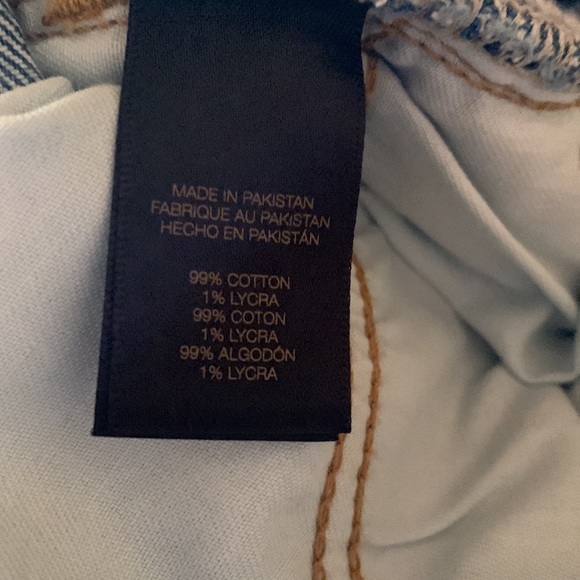 MADE IN PAKISTAN
FABRIQUE AU PAKISTAN
HECHO EN PAKISTÁN
99% COTTON
1% LYCRA
99% COTON
1% LYCRA
99% ALGODÓN
1% LYCRA